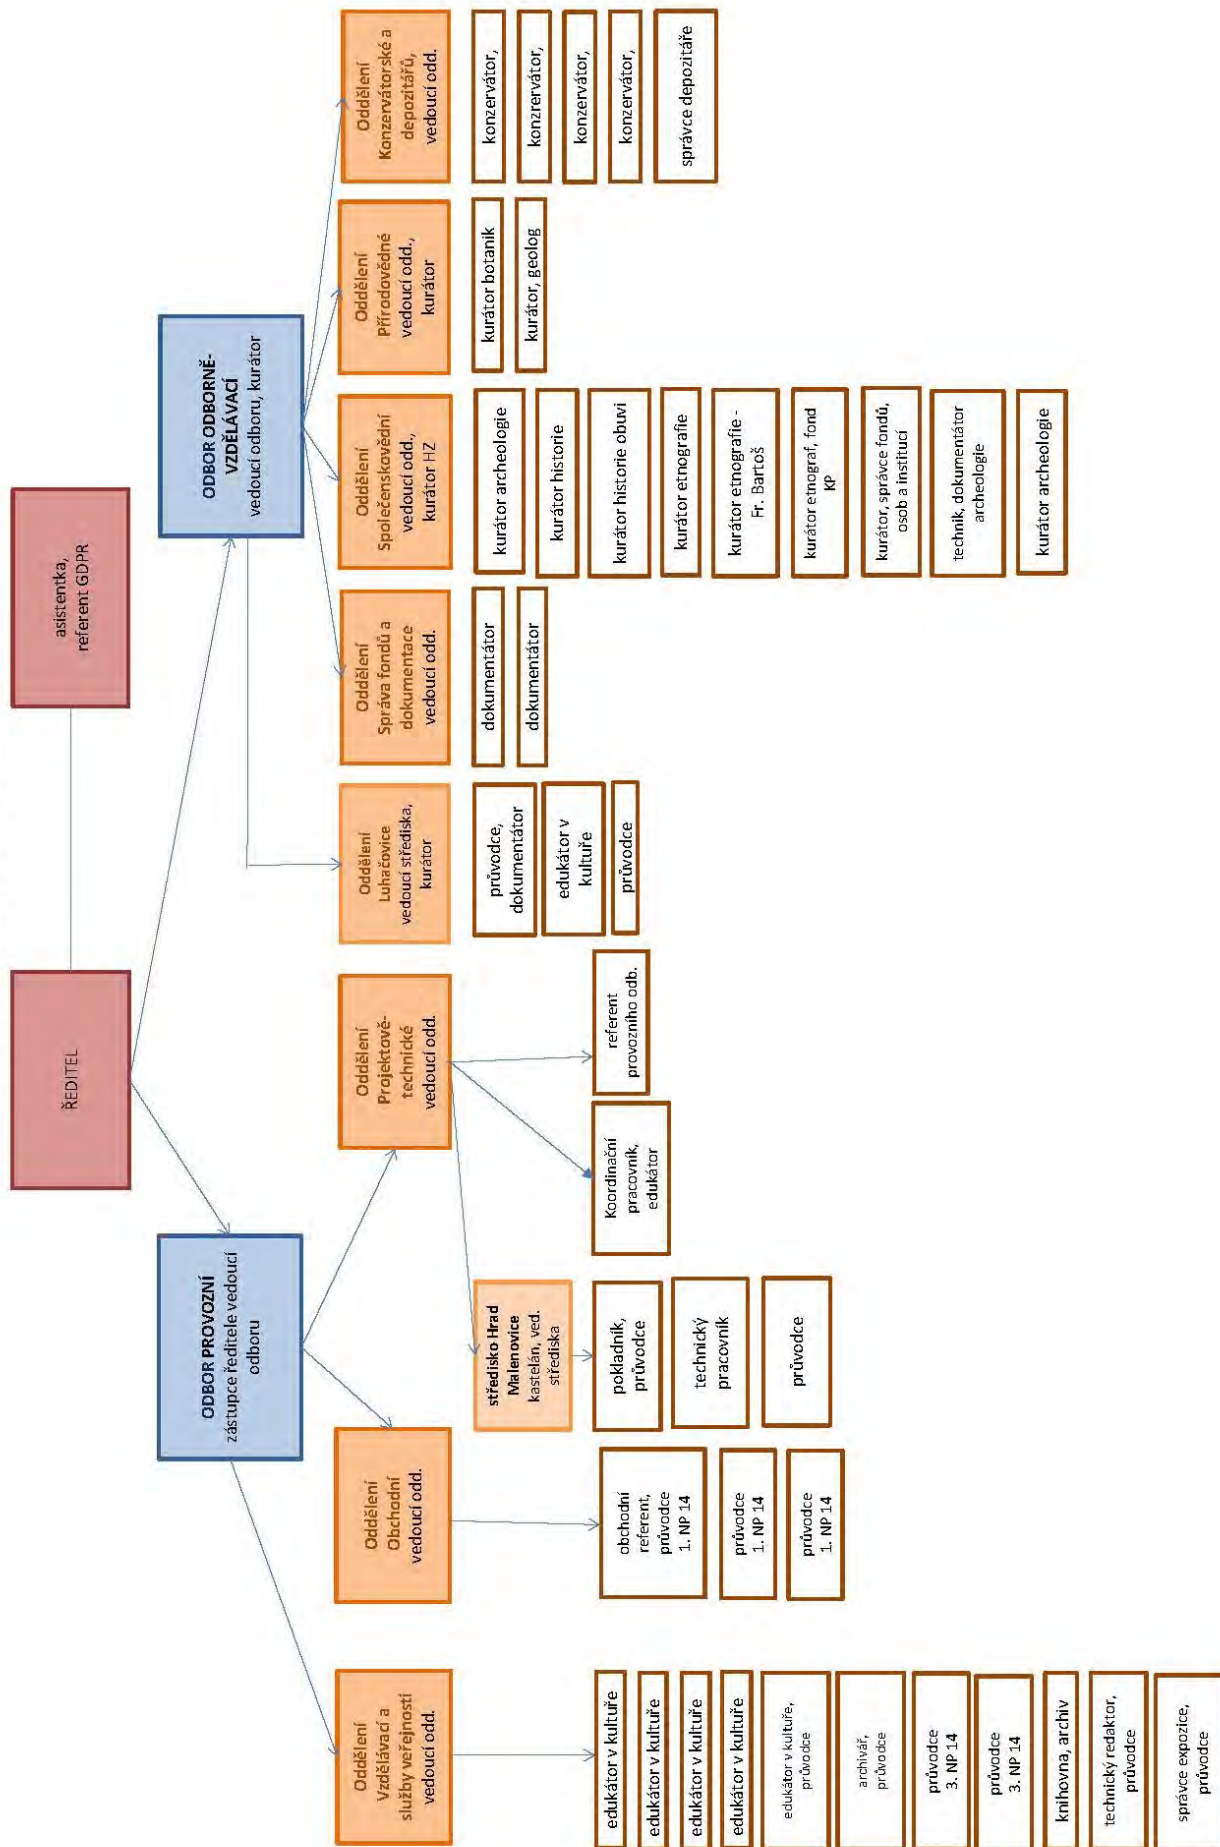 ŘEDITEL
asistentka,
referent GDPR
ODBOR PROVOZNÍ
zástupce ředitele vedoucí
odboru
ODBOR ODBORNĚ-
VZDĚLÁVACÍ
vedoucí odboru, kurátor
Oddělení
Vzdělávací a
služby veřejnosti
vedoucí odd.
Oddělení
Obchodní
vedoucí odd.
Oddělení
Projektově-
technické
vedoucí odd.
Oddělení
Luhačovice
vedoucí střediska,
kurátor
Oddělení
Správa fondů a
dokumentace
vedoucí odd.
Oddělení
Společenskovědní
vedoucí odd.,
kurátor HZ
Oddělení
Přírodovědné
vedoucí odd.,
kurátor
Oddělení
Konzervátorské a
depozitářů,
vedoucí odd.
edukátor v kultuře
edukátor v kultuře
edukátor v kultuře
edukátor v kultuře
edukátor v kultuře,
průvodce
archivář,
průvodce
průvodce
3. NP 14
průvodce
3. NP 14
knihovna, archiv
technický redaktor,
průvodce
správce expozice,
průvodce
obchodní
referent,
průvodce
1. NP 14
průvodce
1. NP 14
průvodce
1. NP 14
středisko Hrad
Malenovice
kastelán, ved.
střediska
pokladník,
průvodce
technický
pracovník
průvodce
Koordinační
pracovník,
edukátor
referent
provozního odb.
průvodce,
dokumentátor
edukátor v
kultuře
průvodce
dokumentátor
dokumentátor
kurátor archeologie
kurátor historie
kurátor historie obuvi
kurátor etnografie
kurátor etnografie -
Fr. Bartoš
kurátor etnograf, fond
KP
kurátor, správce fondů,
osob a institucí
technik, dokumentátor
archeologie
kurátor archeologie
kurátor botanik
kurátor, geolog
konzervátor,
konzrervátor,
konzervátor,
konzervátor,
správce depozitáře